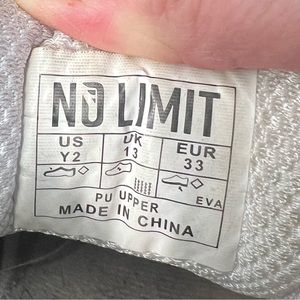 NO LIMIT
US UK EUR
Y2 13 33
EVA
PU UPPER
MADE IN CHINA